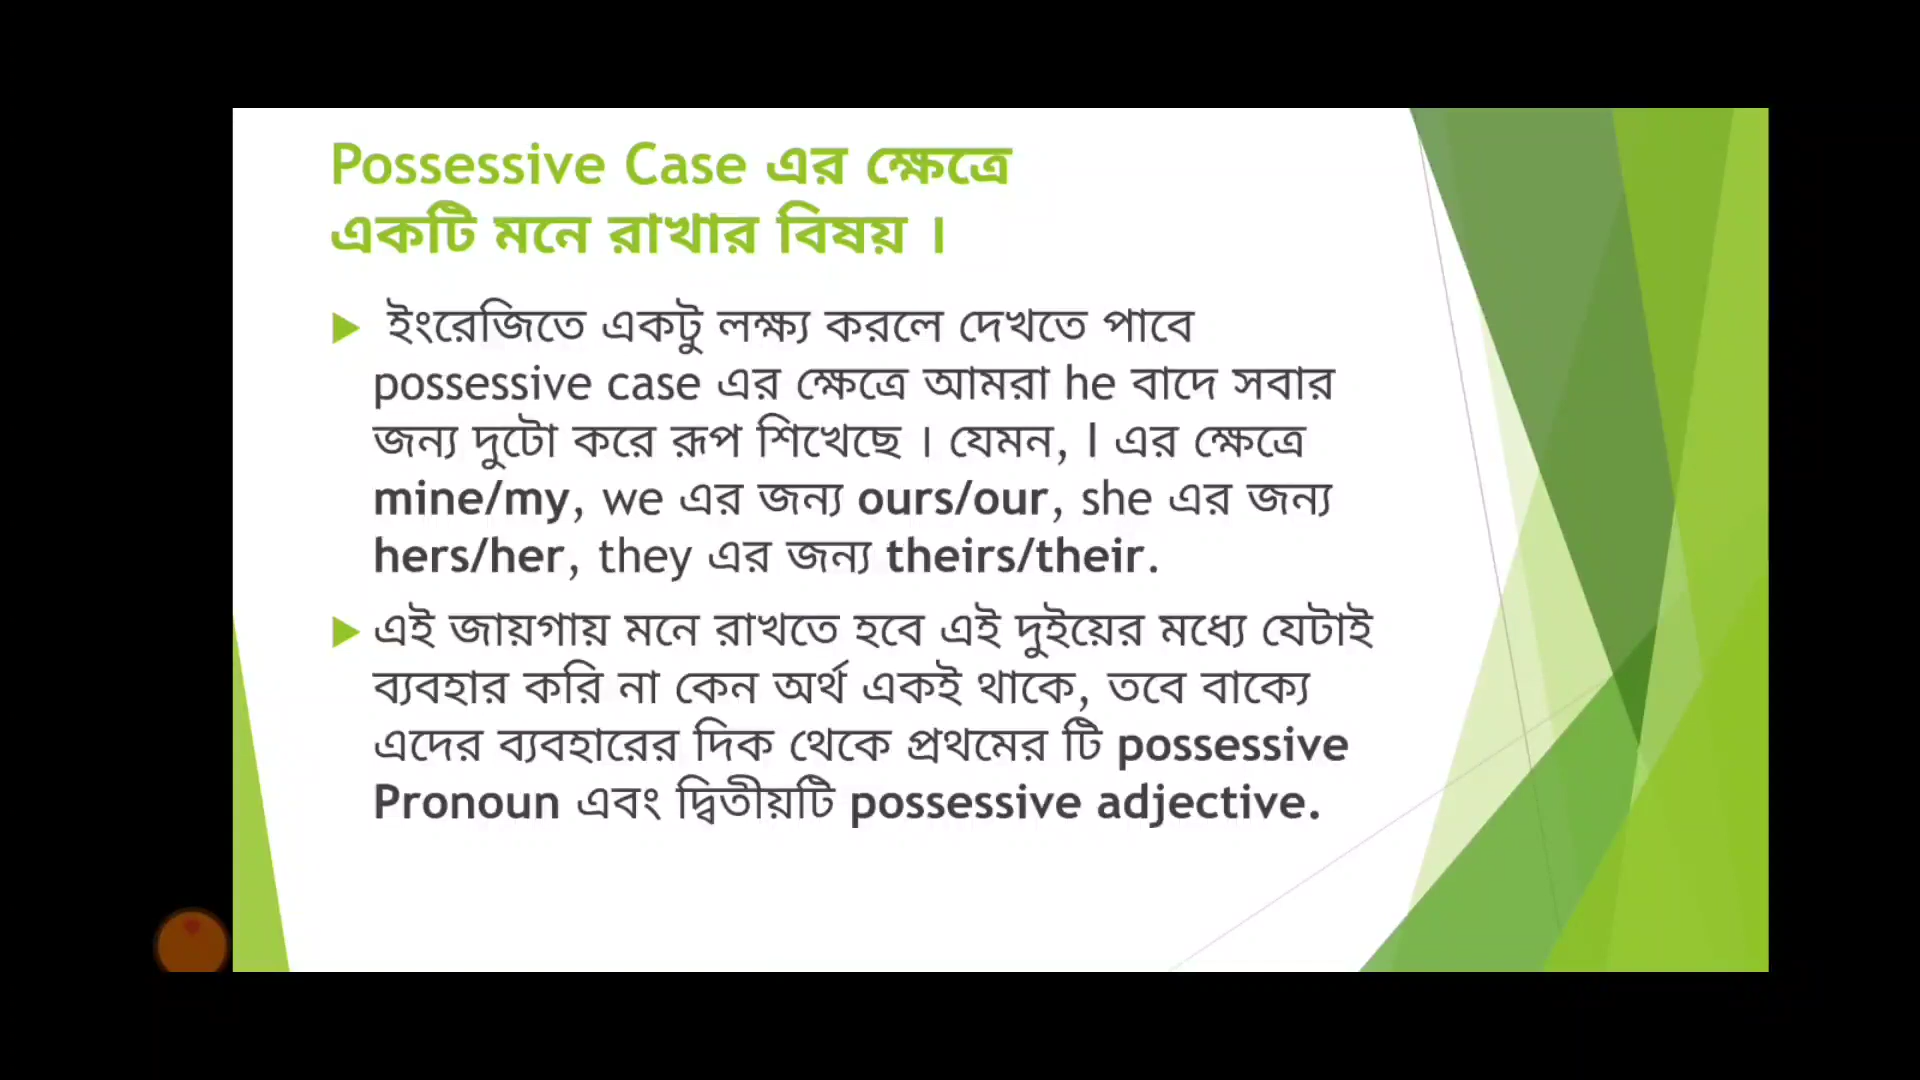 Possessive Case এর ক্ষেত্রে
একটি মনে রাখার বিষয় ।
ইংরেজিতে একটু লক্ষ্য করলে দেখতে পাবে
possessive case এর ক্ষেত্রে আমরা he বাদে সবার
জন্য দুটো করে রূপ শিখেছে । যেমন, I এর ক্ষেত্রে
mine/my, we এর জন্য ours/our, she এর জন্য
hers/her, they এর জন্য theirs/their.
এই জায়গায় মনে রাখতে হবে এই দুইয়ের মধ্যে যেটাই
ব্যবহার করি না কেন অর্থ একই থাকে, তবে বাক্যে
এদের ব্যবহারের দিক থেকে প্রথমের টি possessive
Pronoun এবং দ্বিতীয়টি possessive adjective.